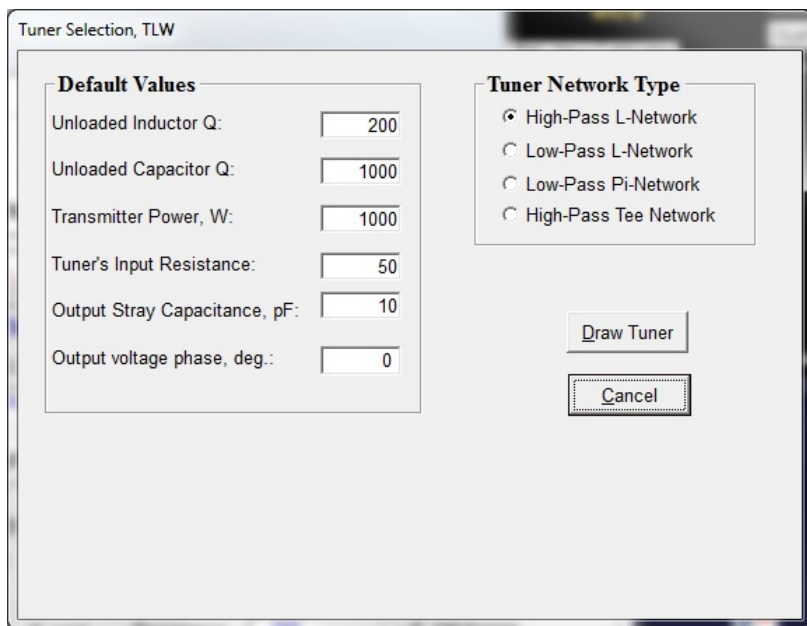 Tuner Selection, TLW
Default Values
Unloaded Inductor Q: 200
Unloaded Capacitor Q: 1000
Transmitter Power, W: 1000
Tuner's Input Resistance: 50
Output Stray Capacitance, pF: 10
Output voltage phase, deg.: 0
Tuner Network Type
High-Pass L-Network
Low-Pass L-Network
Low-Pass Pi-Network
High-Pass Tee Network
Draw Tuner
Cancel